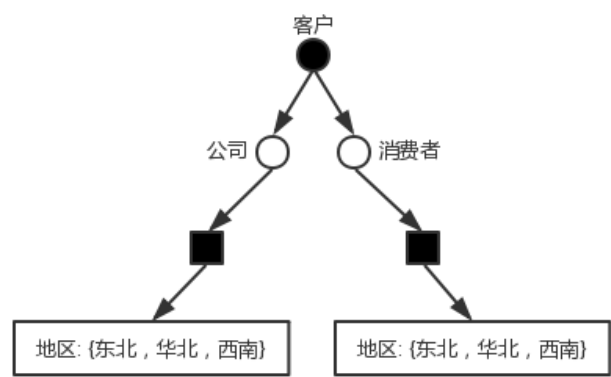 客户
公司
消费者
地区: {东北 , 华北 , 西南}
地区: {东北 , 华北 , 西南}